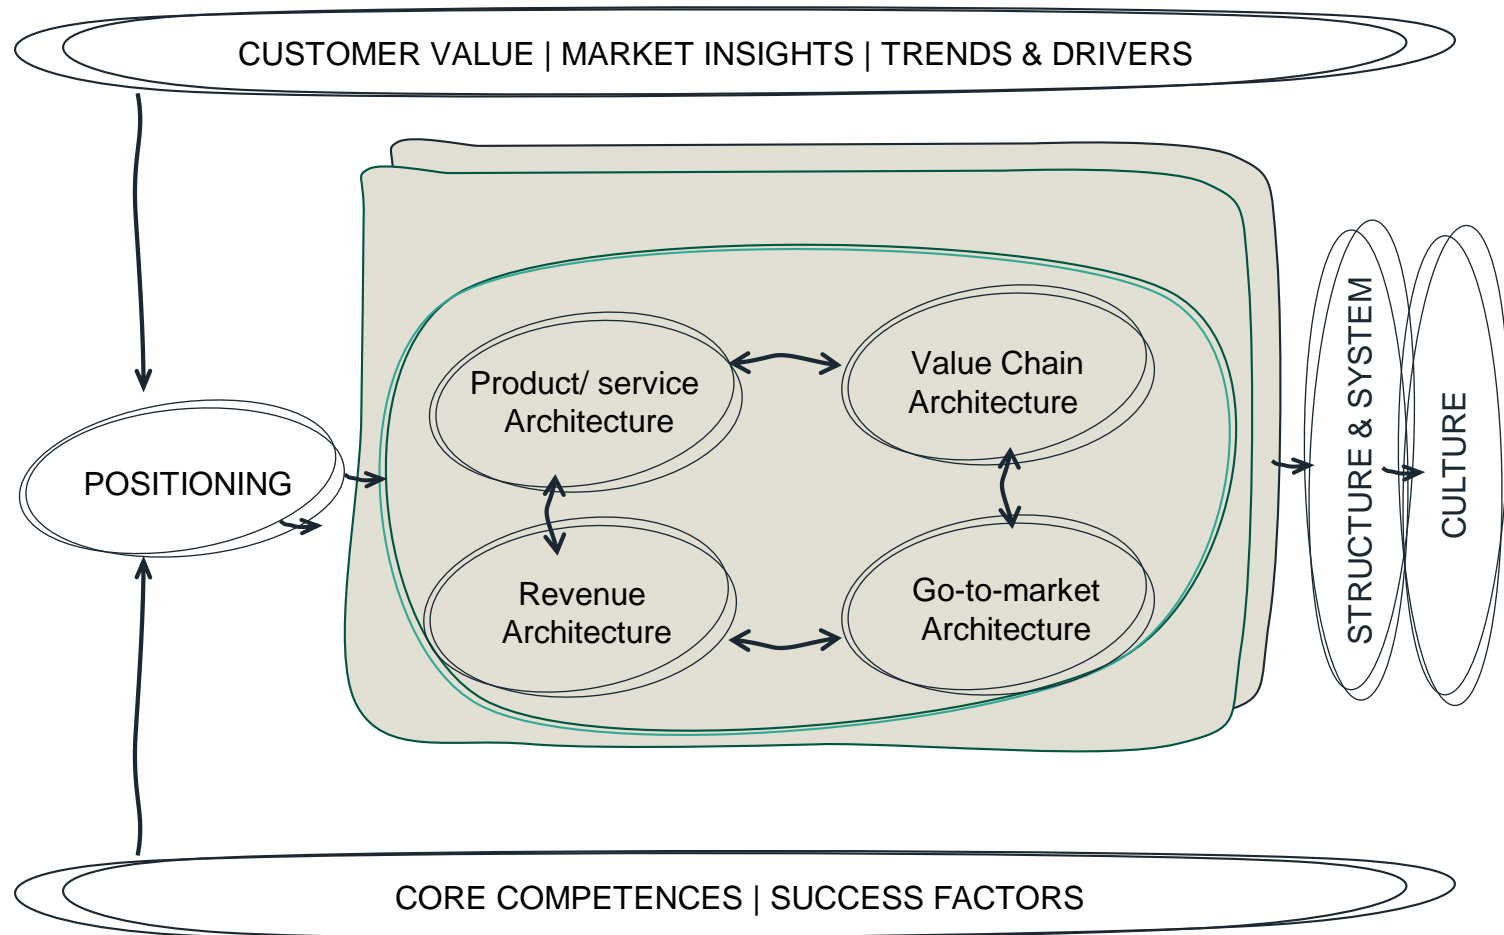 CUSTOMER VALUE | MARKET INSIGHTS | TRENDS & DRIVERS
POSITIONING
Product/ service
Architecture
Value Chain
Architecture
Revenue
Architecture
Go-to-market
Architecture
STRUCTURE & SYSTEM
CULTURE
CORE COMPETENCES | SUCCESS FACTORS